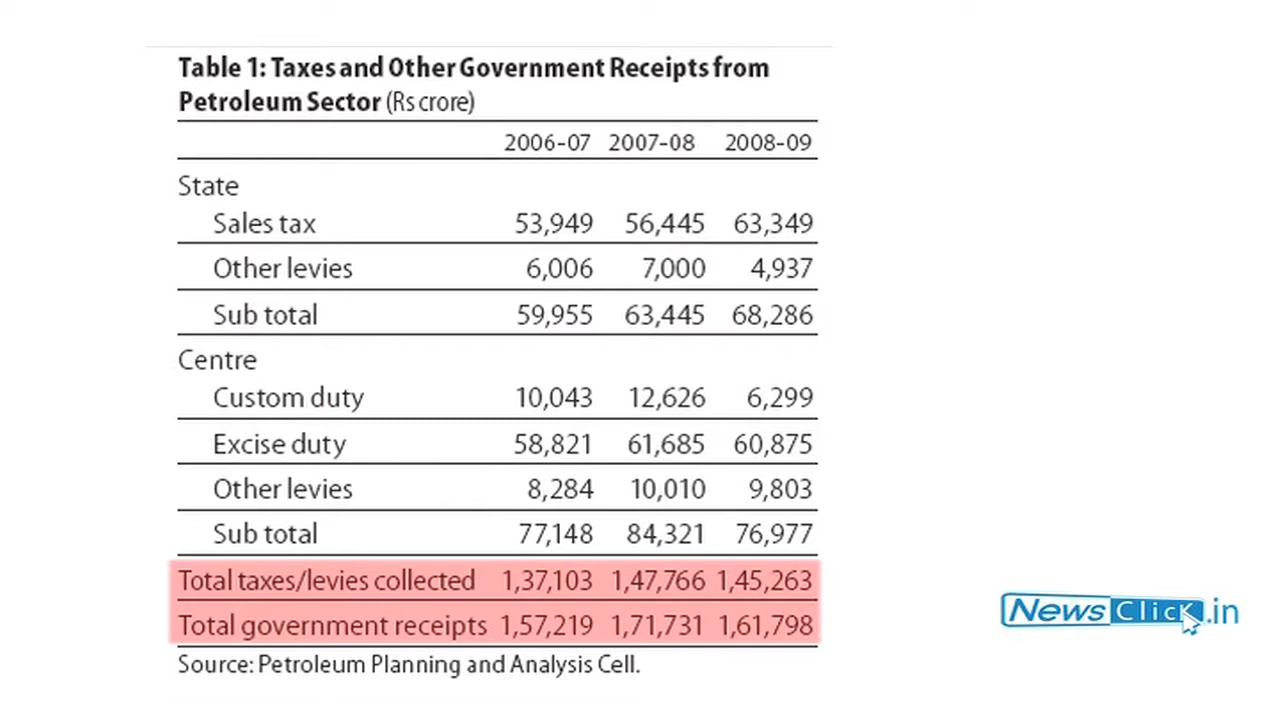 Table 1: Taxes and Other Government Receipts from
Petroleum Sector (Rs crore)
2006-07 2007-08 2008-09
State
Sales tax 53,949 56,445 63,349
Other levies 6,006 7,000 4,937
Sub total 59,955 63,445 68,286
Centre
Custom duty 10,043 12,626 6,299
Excise duty 58,821 61,685 60,875
Other levies 8,284 10,010 9,803
Sub total 77,148 84,321 76,977
Total taxes/levies collected 1,37,103 1,47,766 1,45,263
Total government receipts 1,57,219 1,71,731 1,61,798
Source: Petroleum Planning and Analysis Cell.
NewsClick.in